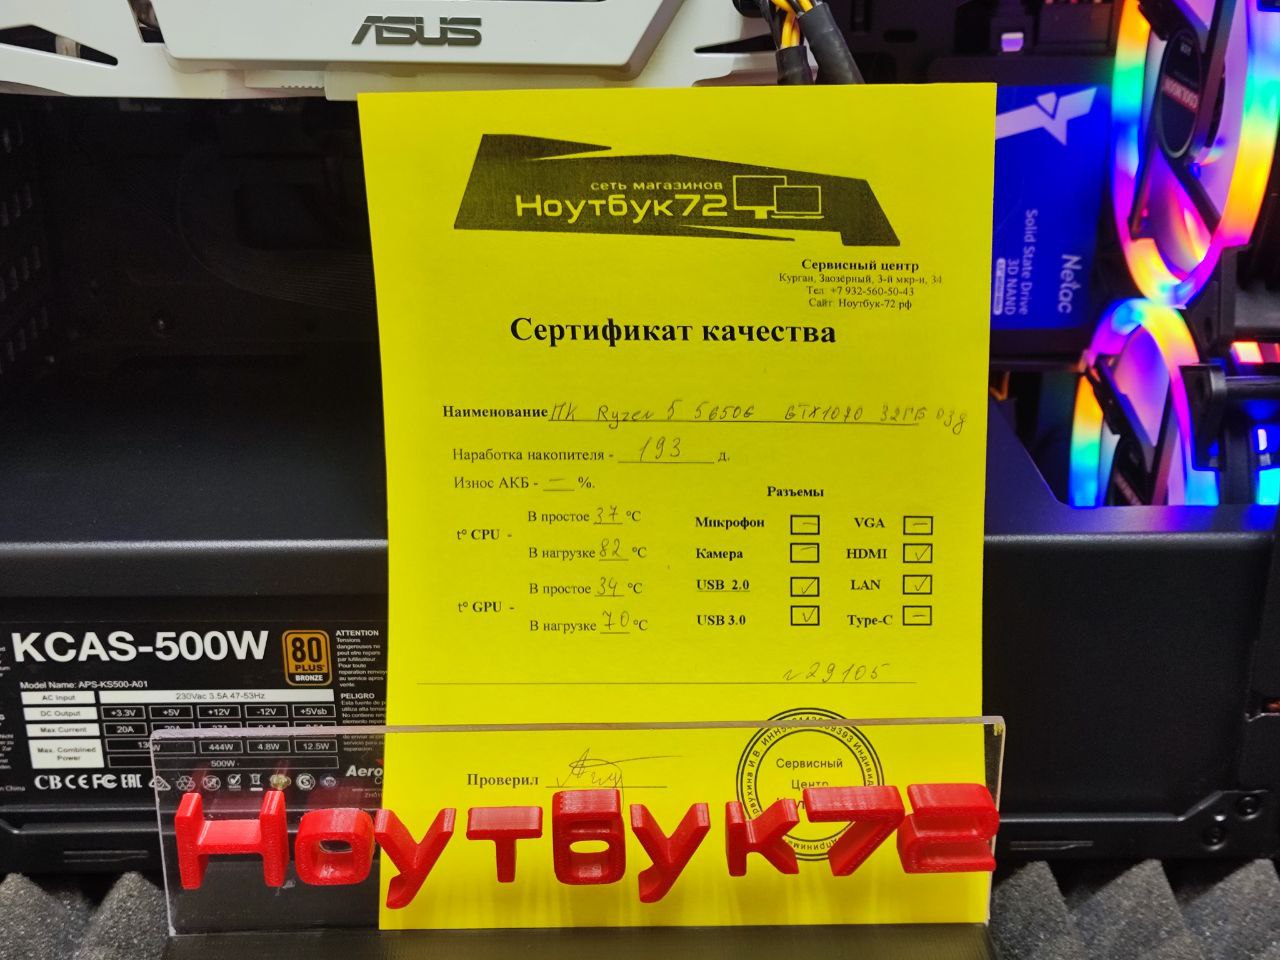 ASUS
сеть магазинов
Ноутбук72
Сервисный центр
Курган, Заозёрный, 3-й мкр-н, 34
Тел: +7 932-560-50-43
Сайт: Ноутбук-72.рф
Сертификат качества
Наименование ПК Ryzen 5 5650G GTX1070 32ГБ ОЗУ
Наработка накопителя - 193 д.
Износ АКБ - — %.
Разъемы
t° CPU -
В простое 37 °C
В нагрузке 82 °C
t° GPU -
В простое 34 °C
В нагрузке 70 °C
Микрофон — VGA —
Камера — HDMI ✓
USB 2.0 ✓ LAN ✓
USB 3.0 ✓ Type-C —
29105
Проверил
Сервисный
Центр
Ноутбук72
Netac
Solid State Drive
3D NAND
COOLMOON
KCAS-500W
80
PLUS
BRONZE
ATTENTION
Model Name: APS-KS500-A01
AC Input 230Vac 3.5A 47-53Hz
DC Output +3.3V +5V +12V -12V +5Vsb
Max Current 20A
Max. Combined
Power 444W 4.8W 12.5W
500W
PELIGRO
Aero